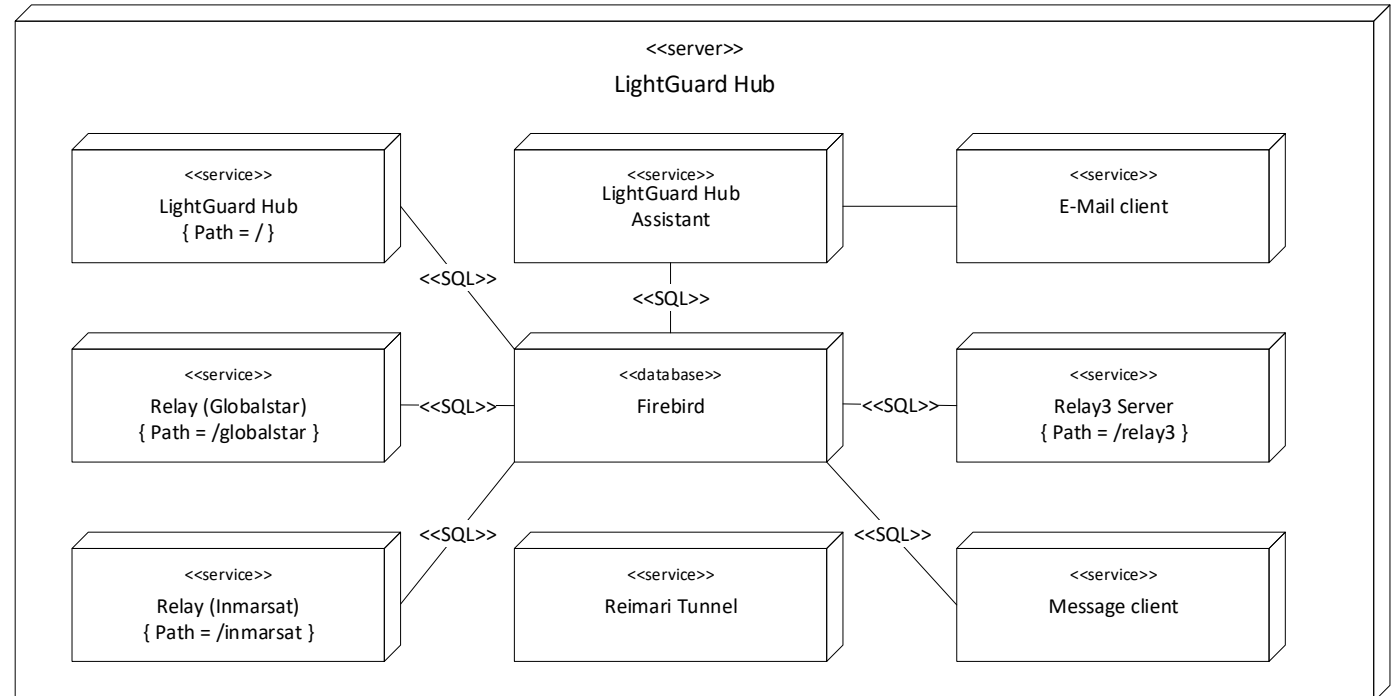 <<server>>
LightGuard Hub
<<service>>
LightGuard Hub
{ Path = / }
<<service>>
LightGuard Hub
Assistant
<<service>>
E-Mail client
<<SQL>>
<<SQL>>
<<service>>
Relay (Globalstar)
{ Path = /globalstar }
<<SQL>>
<<database>>
Firebird
<<SQL>>
<<service>>
Relay3 Server
{ Path = /relay3 }
<<SQL>>
<<SQL>>
<<service>>
Relay (Inmarsat)
{ Path = /inmarsat }
<<service>>
Reimari Tunnel
<<service>>
Message client